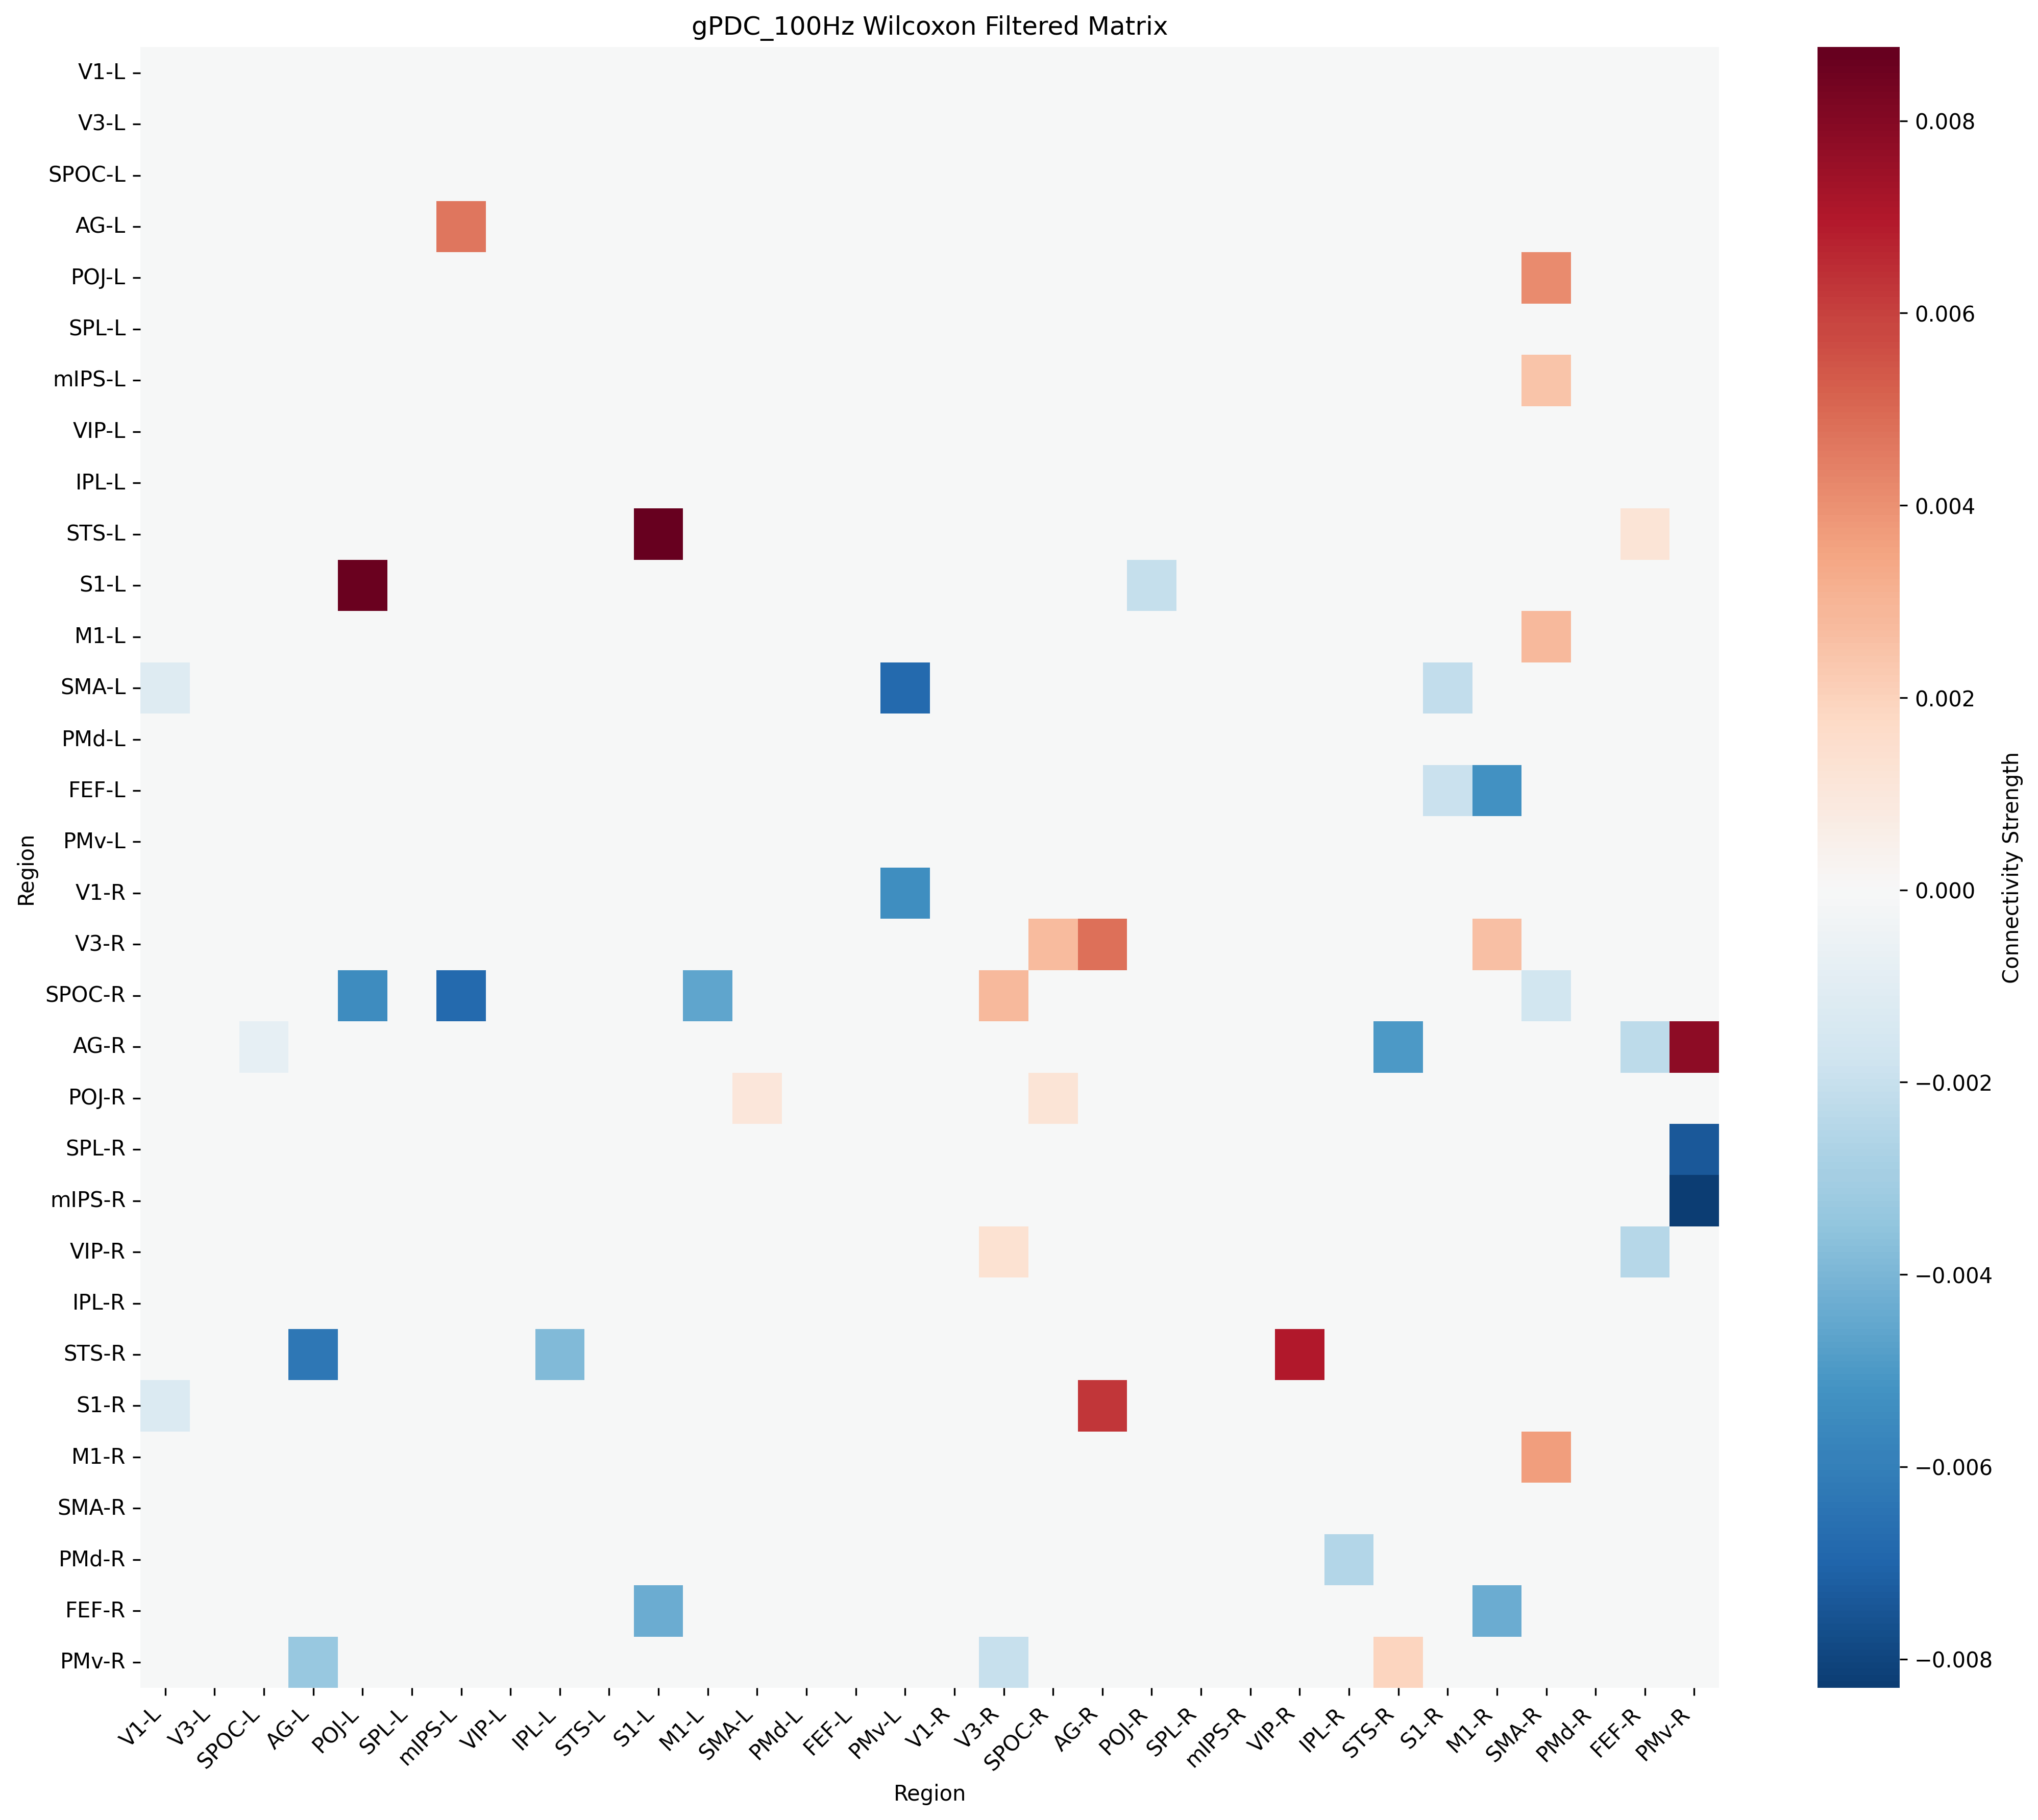 gPDC_100Hz Wilcoxon Filtered Matrix
V1-L
V3-L
SPOC-L
AG-L
POJ-L
SPL-L
mIPS-L
VIP-L
IPL-L
STS-L
S1-L
M1-L
SMA-L
PMd-L
FEF-L
PMv-L
V1-R
V3-R
SPOC-R
AG-R
POJ-R
SPL-R
mIPS-R
VIP-R
IPL-R
STS-R
S1-R
M1-R
SMA-R
PMd-R
FEF-R
PMv-R
Region
V1-L V3-L SPOC-L AG-L POJ-L SPL-L mIPS-L VIP-L IPL-L STS-L S1-L M1-L SMA-L PMd-L FEF-L PMv-L V1-R V3-R SPOC-R AG-R POJ-R SPL-R mIPS-R VIP-R IPL-R STS-R S1-R M1-R SMA-R PMd-R FEF-R PMv-R
Region
0.008
0.006
0.004
0.002
0.000
−0.002
−0.004
−0.006
−0.008
Connectivity Strength